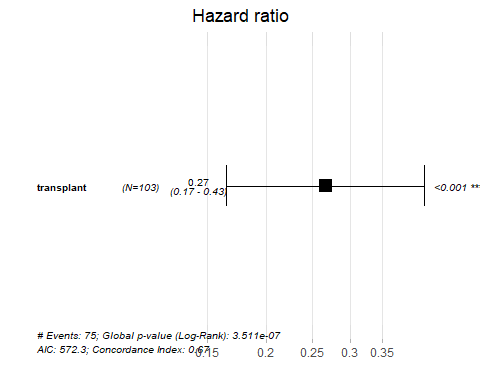 Hazard ratio
transplant (N=103) 0.27 (0.17 - 0.43) <0.001 **
# Events: 75; Global p-value (Log-Rank): 3.511e-07
AIC: 572.3; Concordance Index: 0.67
0.15 0.2 0.25 0.3 0.35